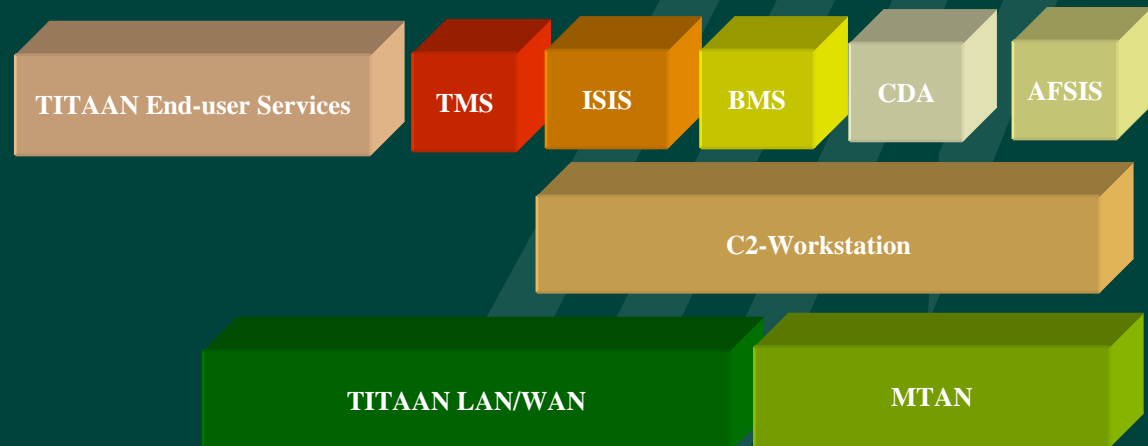 TITAAN End-user Services
TMS
ISIS
BMS
CDA
AFSIS
C2-Workstation
TITAAN LAN/WAN
MTAN